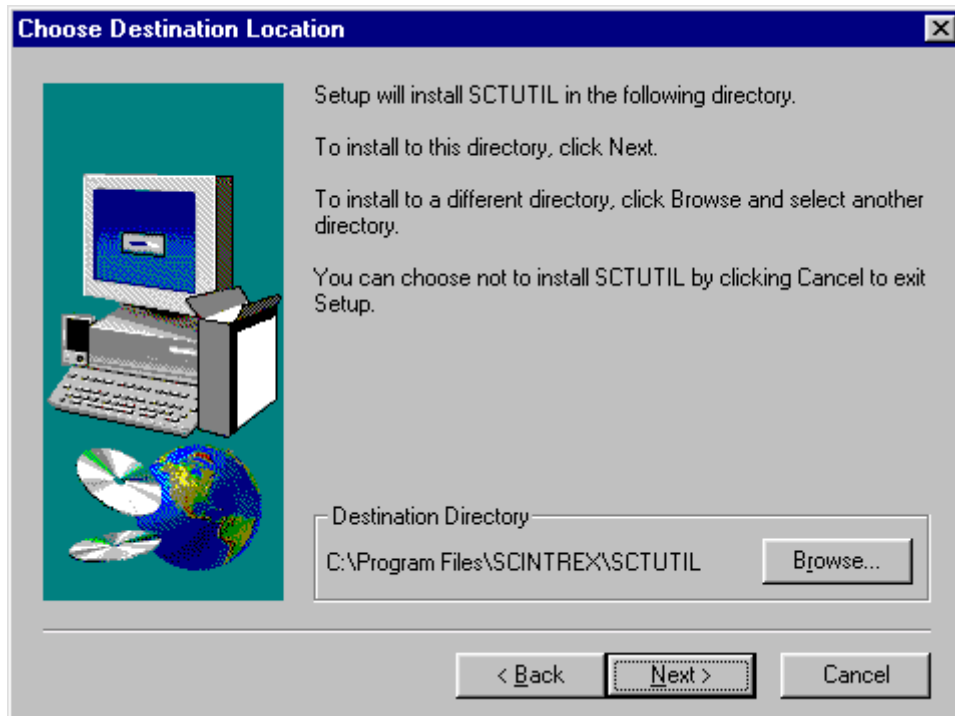 Choose Destination Location
Setup will install SCTUTIL in the following directory.
To install to this directory, click Next.
To install to a different directory, click Browse and select another
directory.
You can choose not to install SCTUTIL by clicking Cancel to exit
Setup.
Destination Directory
C:\Program Files\SCINTREX\SCTUTIL
Browse...
< Back
Next >
Cancel